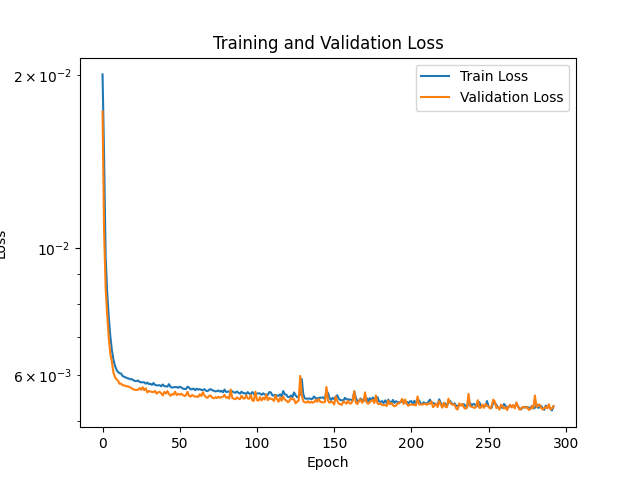 Training and Validation Loss
2 × 10⁻²
10⁻²
6 × 10⁻³
Loss
Train Loss
Validation Loss
0 50 100 150 200 250 300
Epoch